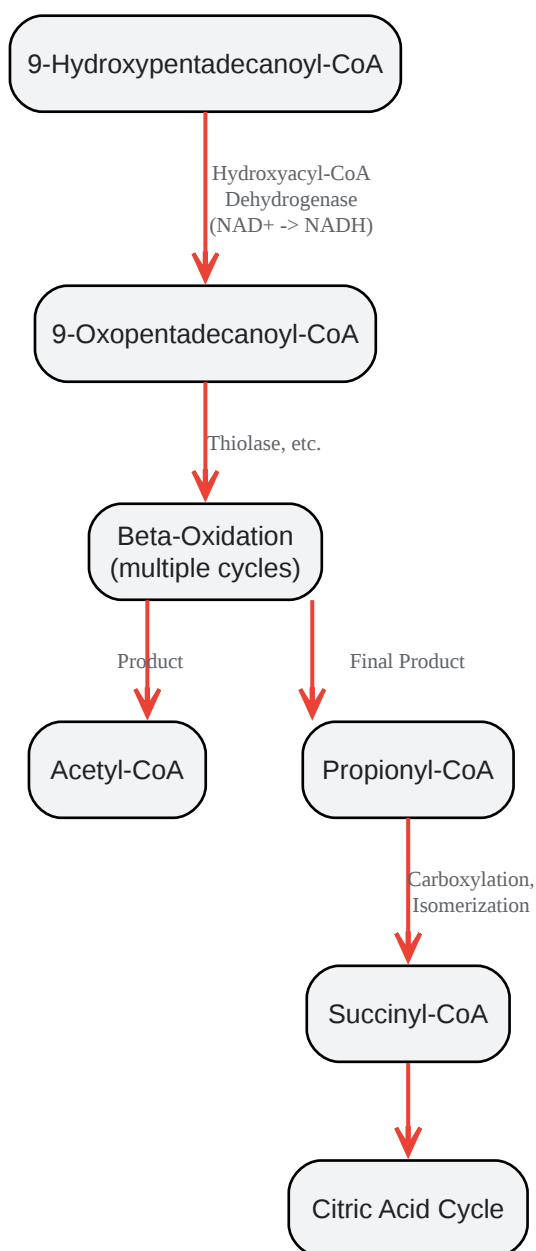 9-Hydroxypentadecanoyl-CoA
Hydroxyacyl-CoA
Dehydrogenase
(NAD+ -> NADH)
9-Oxopentadecanoyl-CoA
Thiolase, etc.
Beta-Oxidation
(multiple cycles)
Product
Final Product
Acetyl-CoA
Propionyl-CoA
Carboxylation,
Isomerization
Succinyl-CoA
Citric Acid Cycle